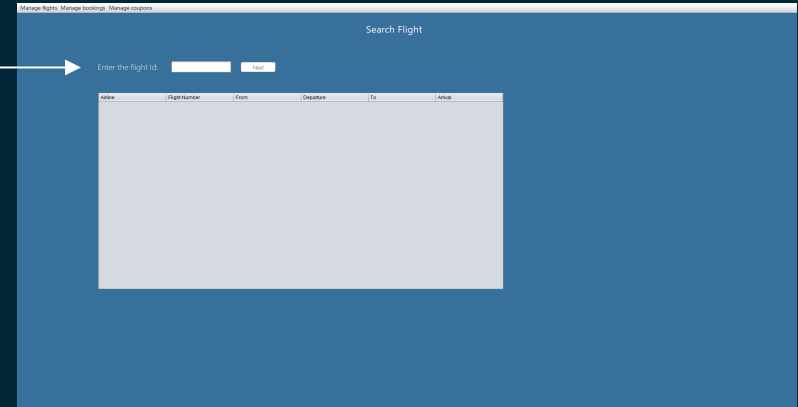 Manage flights Manage bookings Manage coupons
Search Flight
Enter the flight Id: Next
Airline Flight Number From Departure To Arrival